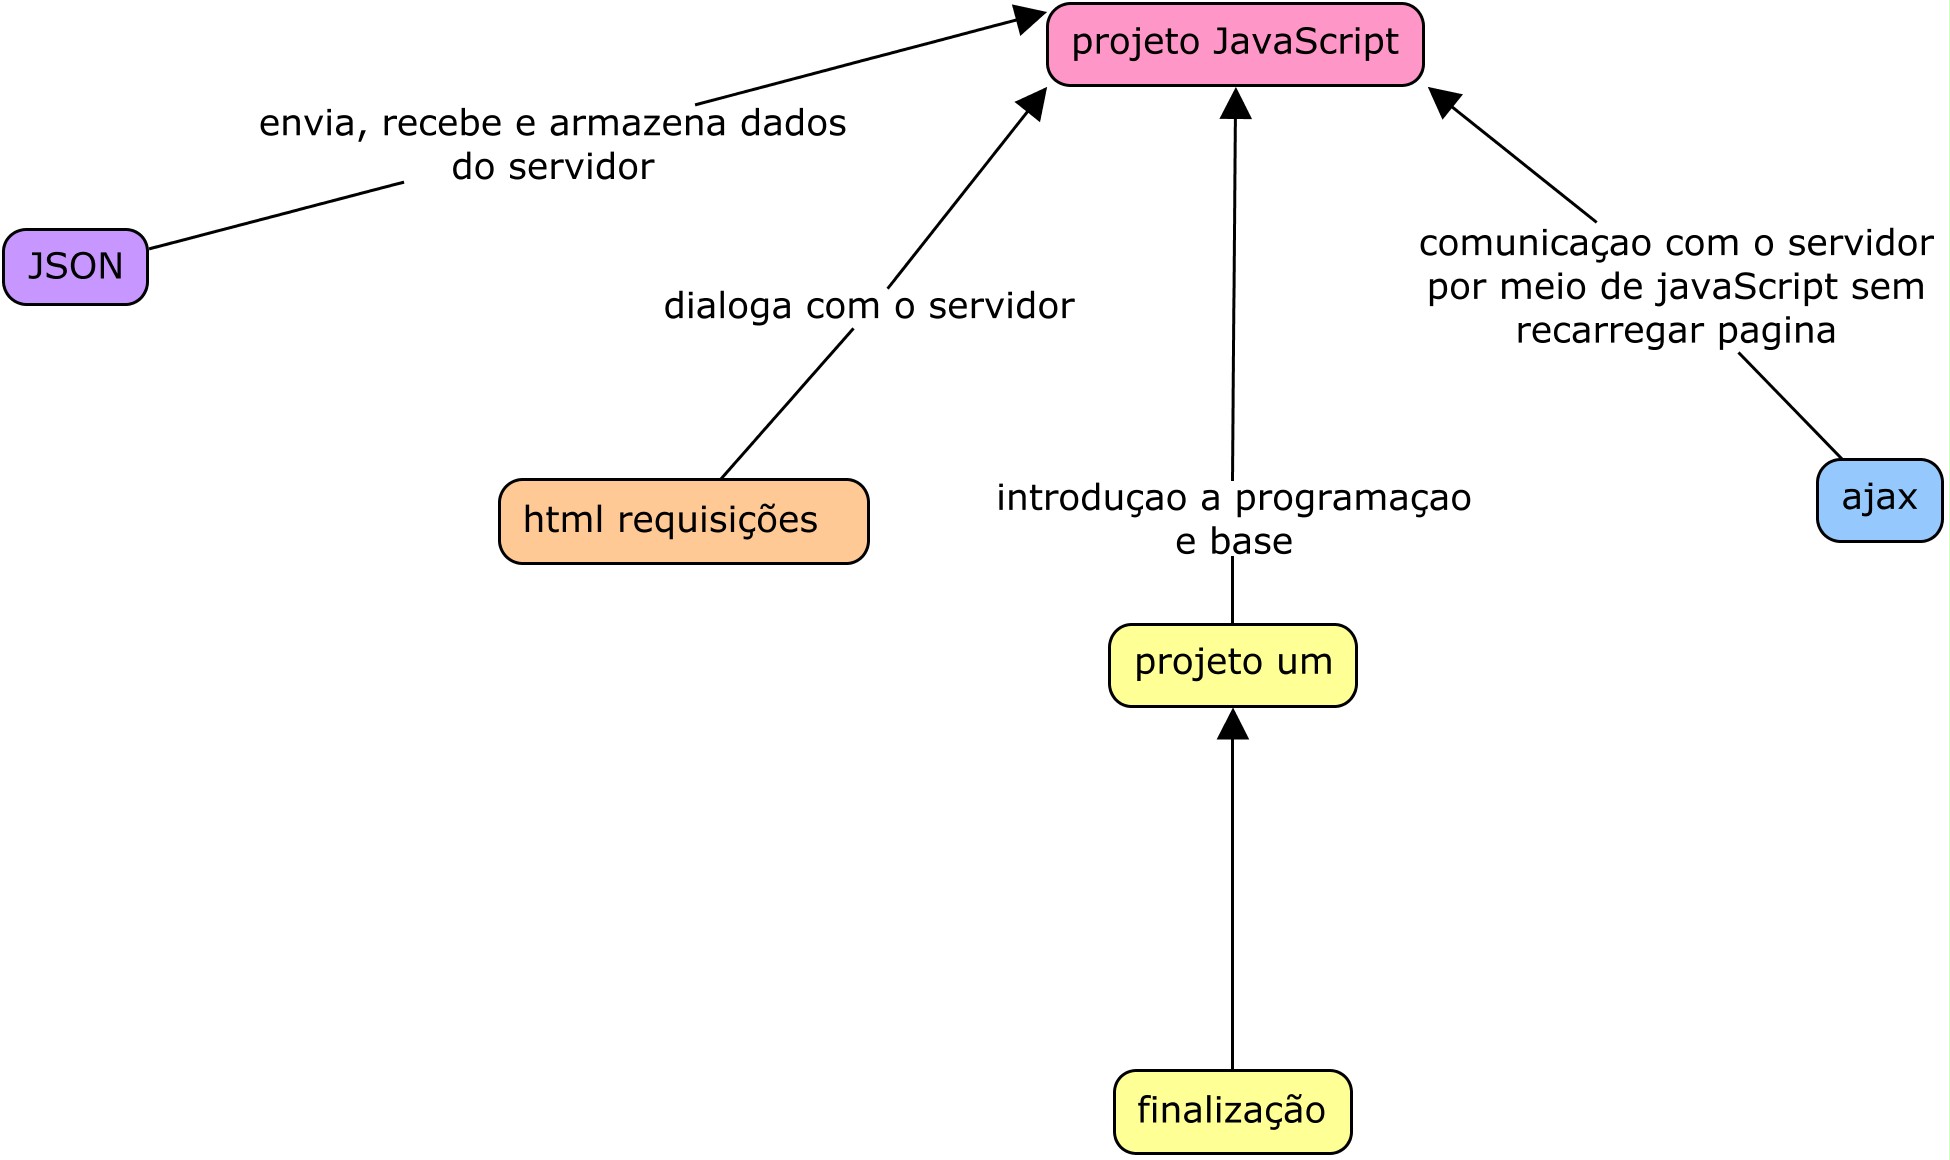 projeto JavaScript
envia, recebe e armazena dados
do servidor
JSON
dialoga com o servidor
comunicaçao com o servidor
por meio de javaScript sem
recarregar pagina
html requisições
introduçao a programaçao
e base
ajax
projeto um
finalização